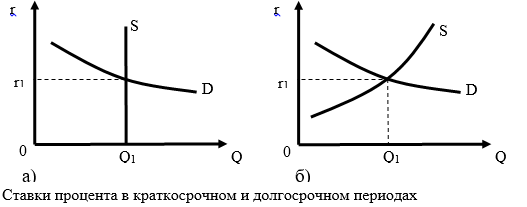 r
S
D
r1
0
Q1
Q
а)
r
S
D
r1
0
Q1
Q
б)
Ставки процента в краткосрочном и долгосрочном периодах